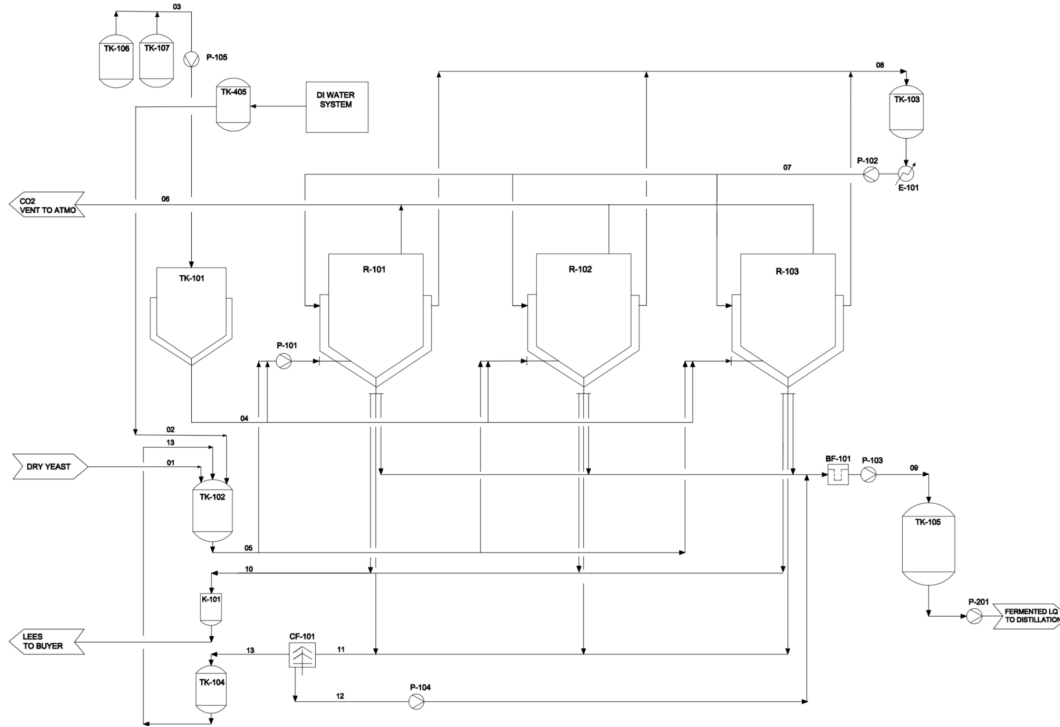 03
TK-106
TK-107
P-105
TK-405
DI WATER
SYSTEM
08
TK-103
P-102
07
E-101
CO2
VENT TO ATMO
06
TK-101
R-101
R-102
R-103
P-101
04
02
13
DRY YEAST
01
TK-102
BF-101
P-103
09
TK-105
05
10
K-101
P-201
FERMENTED LQ
TO DISTILLATION
LEES
TO BUYER
CF-101
13
11
TK-104
12
P-104